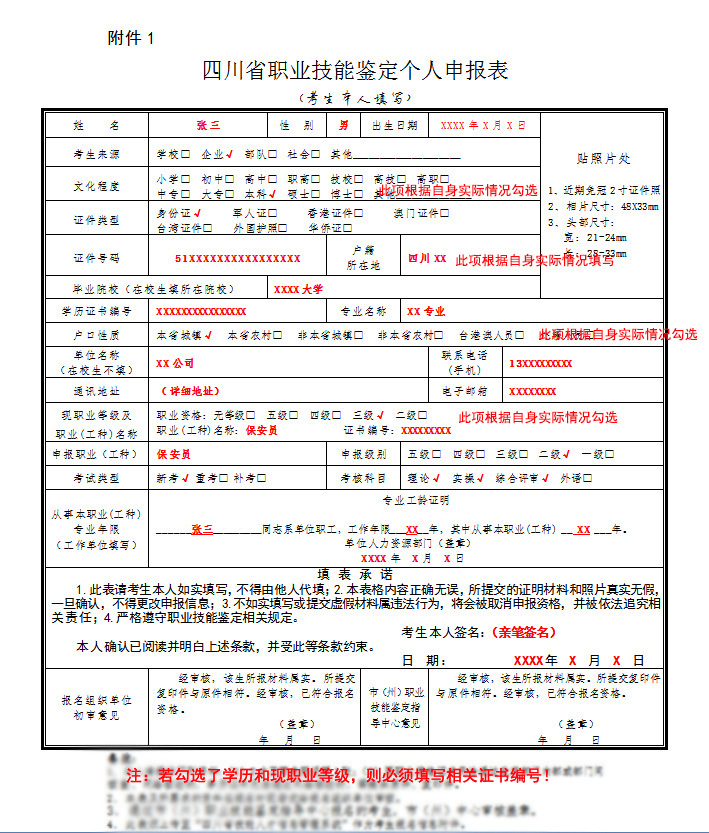 附件 1
四川省职业技能鉴定个人申报表
(考生本人填写)
姓 名 张三 性 别 男 出生日期 XXXX 年 X 月 X 日
考生来源 学校□ 企业√ 部队□ 社会□ 其他
贴照片处
文化程度 小学□ 初中□ 高中□ 职高□ 技校□ 高技□ 高职□
中专□ 大专□ 本科√ 硕士□ 博士□ 其他
此项根据自身实际情况勾选
1、近期免冠 2 寸证件照
2、相片尺寸: 48X33mm
3、头部尺寸:
宽: 21-24mm
长: 28-33mm
证件类型 身份证√ 军人证□ 香港证件□ 澳门证件□
台湾证件□ 外国护照□ 华侨证□
证件号码 51XXXXXXXXXXXXXXXX 户籍所在地 四川 XX
此项根据自身实际情况填写
毕业院校(在校生填所在院校) XXXX 大学
学历证书编号 XXXXXXXXXXXXXXX 专业名称 XX 专业
户口性质 本省城镇√ 本省农村□ 非本省城镇□ 非本省农村□ 台港澳人员□
此项根据自身实际情况勾选
单位名称(在校生不填) XX 公司 联系电话(手机) 13XXXXXXXXX
通讯地址 (详细地址) 电子邮箱 XXXXXXXX
现职业等级及职业(工种)名称 职业资格: 无等级□ 五级□ 四级□ 三级√ 二级□
职业(工种)名称: 保安员 证书编号: XXXXXXXXX
此项根据自身实际情况勾选
申报职业(工种) 保安员 申报级别 五级□ 四级□ 三级□ 二级√ 一级□
考试类型 新考√ 重考□ 补考□ 考核科目 理论√ 实操√ 综合评审√ 外语□
从事本职业(工种)专业年限(工作单位填写)
专业工龄证明
______张三________同志系单位职工, 工作年限___XX__年, 其中从事本职业(工种) __XX___年。
单位人力资源部门(盖章)
XXXX 年 X 月 X 日
填 表 承 诺
1. 此表请考生本人如实填写, 不得由他人代填; 2. 本表格内容正确无误, 所提交的证明材料和照片真实无假,
一旦确认, 不得更改申报信息; 3. 不如实填写或提交虚假材料属违法行为, 将会被取消申报资格, 并被依法追究相
关责任; 4. 严格遵守职业技能鉴定相关规定。
考生本人签名: (亲笔签名)
本人确认已阅读并明白上述条款, 并受此等条款约束。
日 期: XXXX 年 X 月 X 日
报名组织单位初审意见
经审核, 该生所报材料属实。所提交
复印件与原件相符。经审核, 已符合报名
资格。
(盖章)
年 月 日
市(州)职业技能鉴定指导中心意见
经审核, 该生所报材料属实。所提交复印件
与原件相符。经审核, 已符合报名资格。
(盖章)
年 月 日
注: 若勾选了学历和现职业等级, 则必须填写相关证书编号!